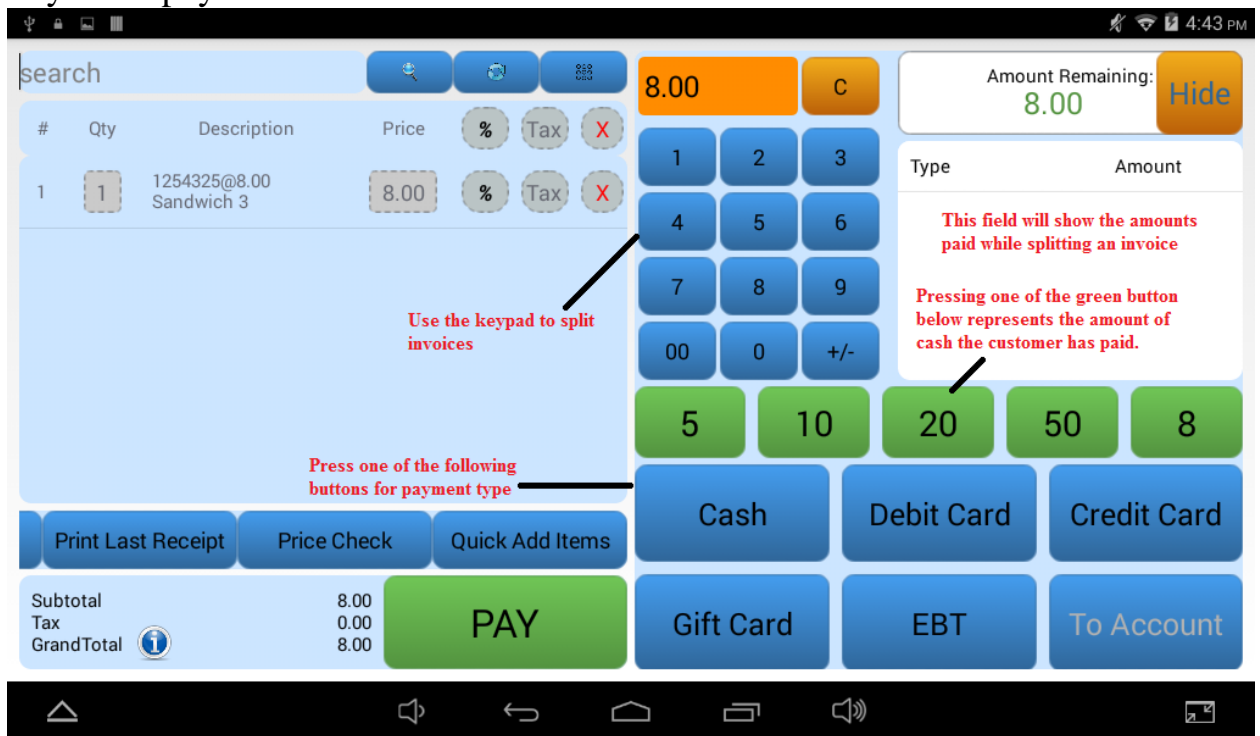 4:43 PM
search
# Qty Description Price % Tax X
1 1 1254325@8.00 8.00 % Tax X
Sandwich 3
Use the keypad to split
invoices
Press one of the following
buttons for payment type
Print Last Receipt Price Check Quick Add Items
Subtotal 8.00
Tax 0.00
GrandTotal 8.00
PAY
8.00 C
1 2 3
4 5 6
7 8 9
00 0 +/-
Amount Remaining:
8.00
Hide
Type Amount
This field will show the amounts
paid while splitting an invoice
Pressing one of the green button
below represents the amount of
cash the customer has paid.
5 10 20 50 8
Cash Debit Card Credit Card
Gift Card EBT To Account